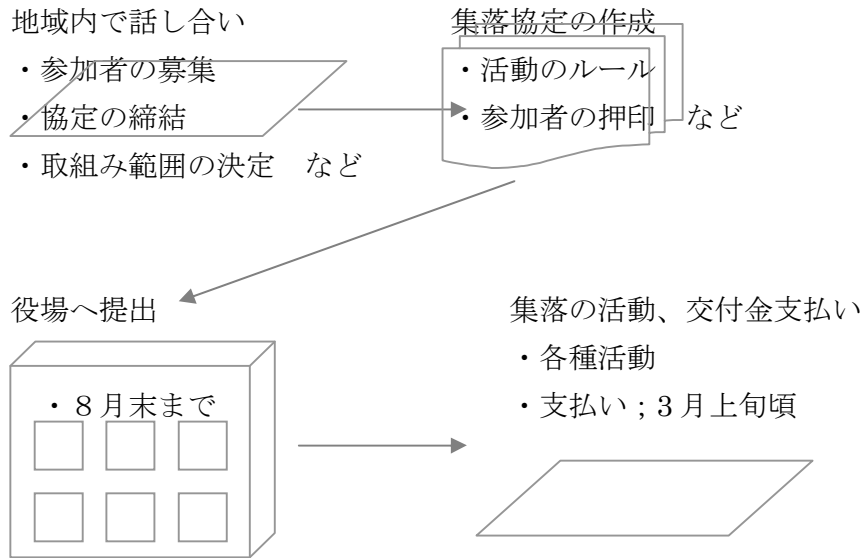 地域内で話し合い
・参加者の募集
・協定の締結
・取組み範囲の決定　など
集落協定の作成
・活動のルール
・参加者の押印　など
役場へ提出
・８月末まで
集落の活動、交付金支払い
・各種活動
・支払い；３月上旬頃